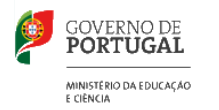 GOVERNO DE
PORTUGAL
MINISTÉRIO DA EDUCAÇÃO
E CIÊNCIA